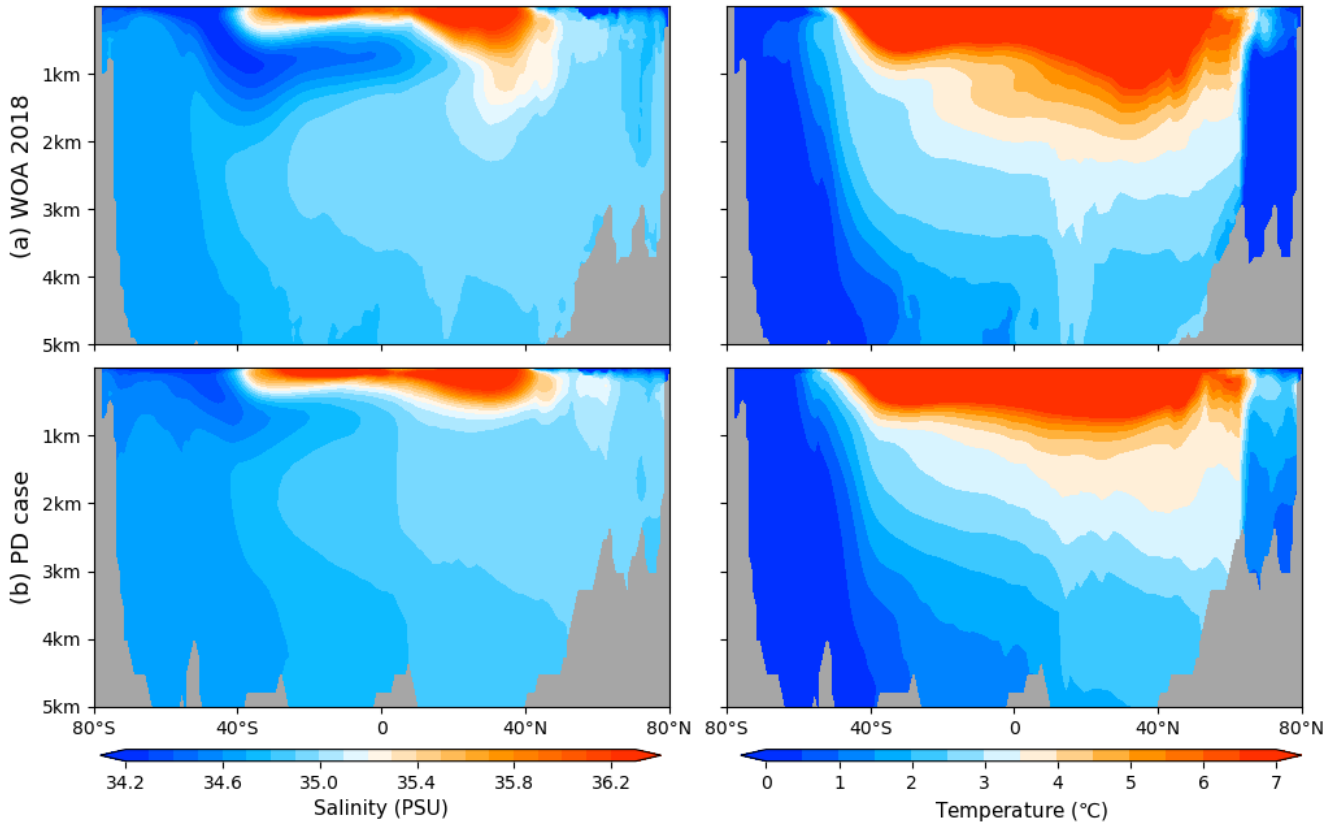 (a) WOA 2018
1km
2km
3km
4km
5km
(b) PD case
1km
2km
3km
4km
5km
80°S 40°S 0 40°N 80°N
80°S 40°S 0 40°N 80°N
34.2 34.6 35.0 35.4 35.8 36.2
Salinity (PSU)
0 1 2 3 4 5 6 7
Temperature (℃)